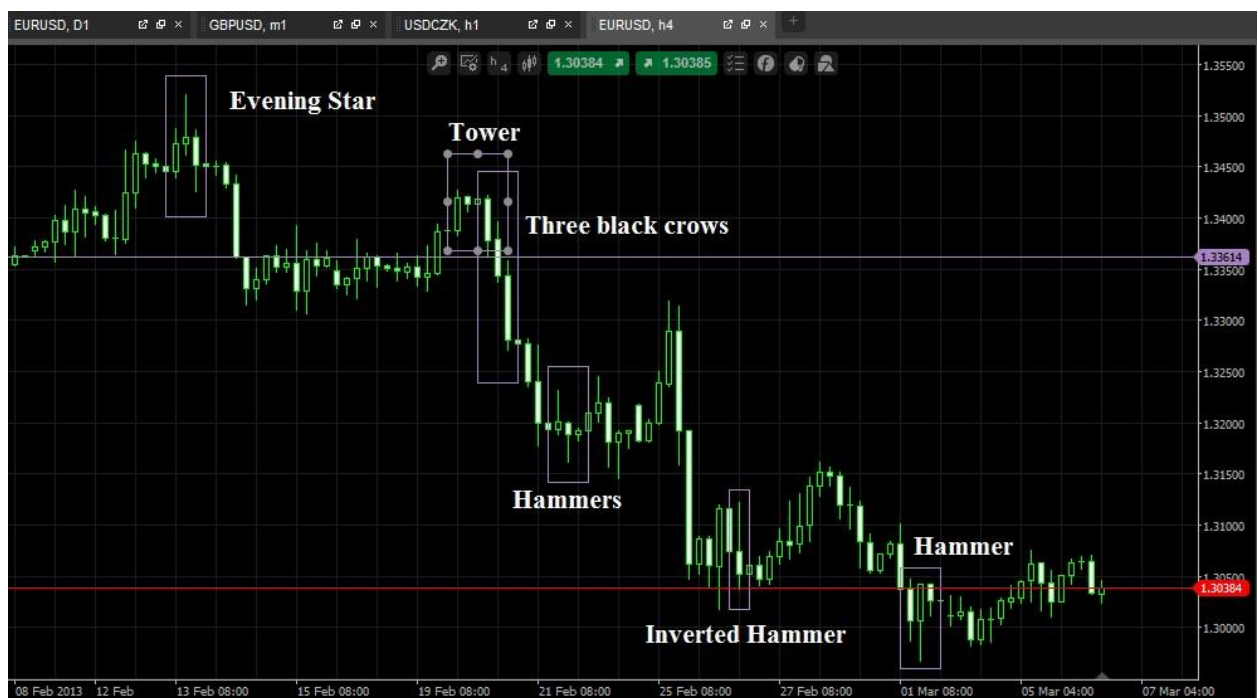 EURUSD, D1
GBPUSD, m1
USDCZK, h1
EURUSD, h4
h4
1.30384
1.30385
1.35500
Evening Star
1.35000
Tower
1.34500
1.34000
Three black crows
1.33614
1.33500
1.33000
1.32500
1.32000
1.31500
Hammers
1.31000
Hammer
1.30500
1.30384
1.30000
Inverted Hammer
08 Feb 2013 12 Feb 13 Feb 08:00 15 Feb 08:00 19 Feb 08:00 21 Feb 08:00 25 Feb 08:00 27 Feb 08:00 01 Mar 08:00 05 Mar 04:00 07 Mar 04:00